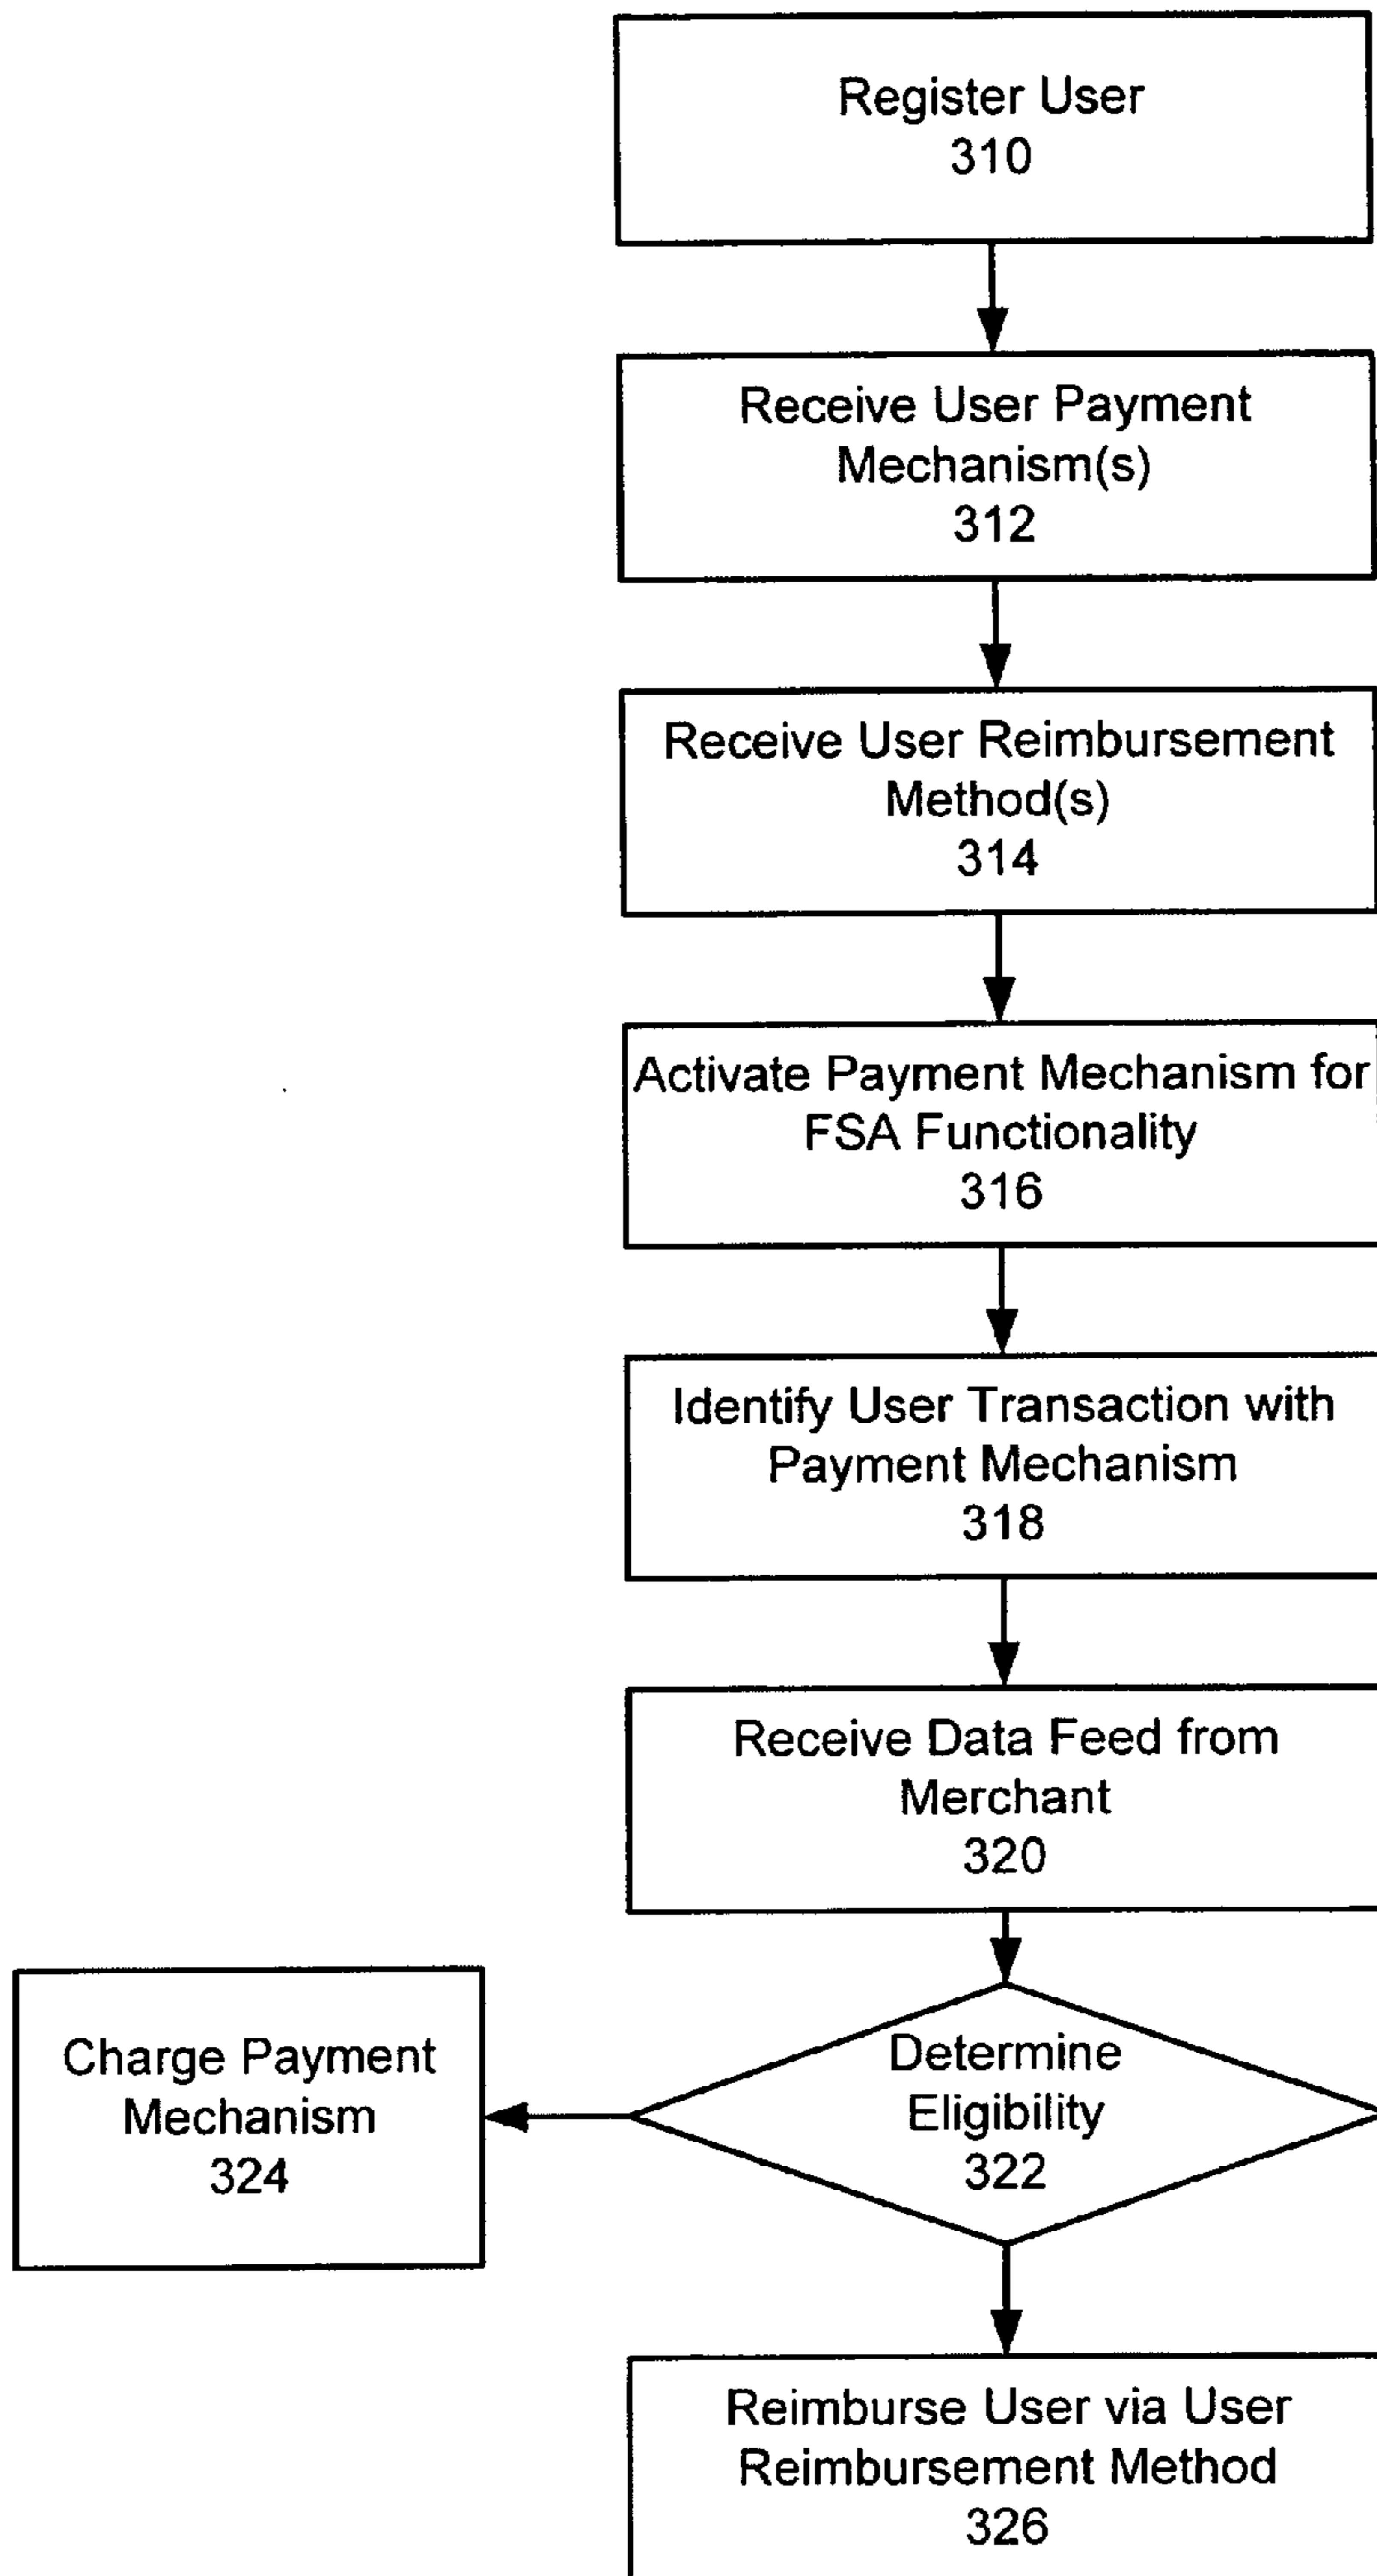 Register User
310
Receive User Payment
Mechanism(s)
312
Receive User Reimbursement
Method(s)
314
Activate Payment Mechanism for
FSA Functionality
316
Identify User Transaction with
Payment Mechanism
318
Receive Data Feed from
Merchant
320
Determine
Eligibility
322
Charge Payment
Mechanism
324
Reimburse User via User
Reimbursement Method
326